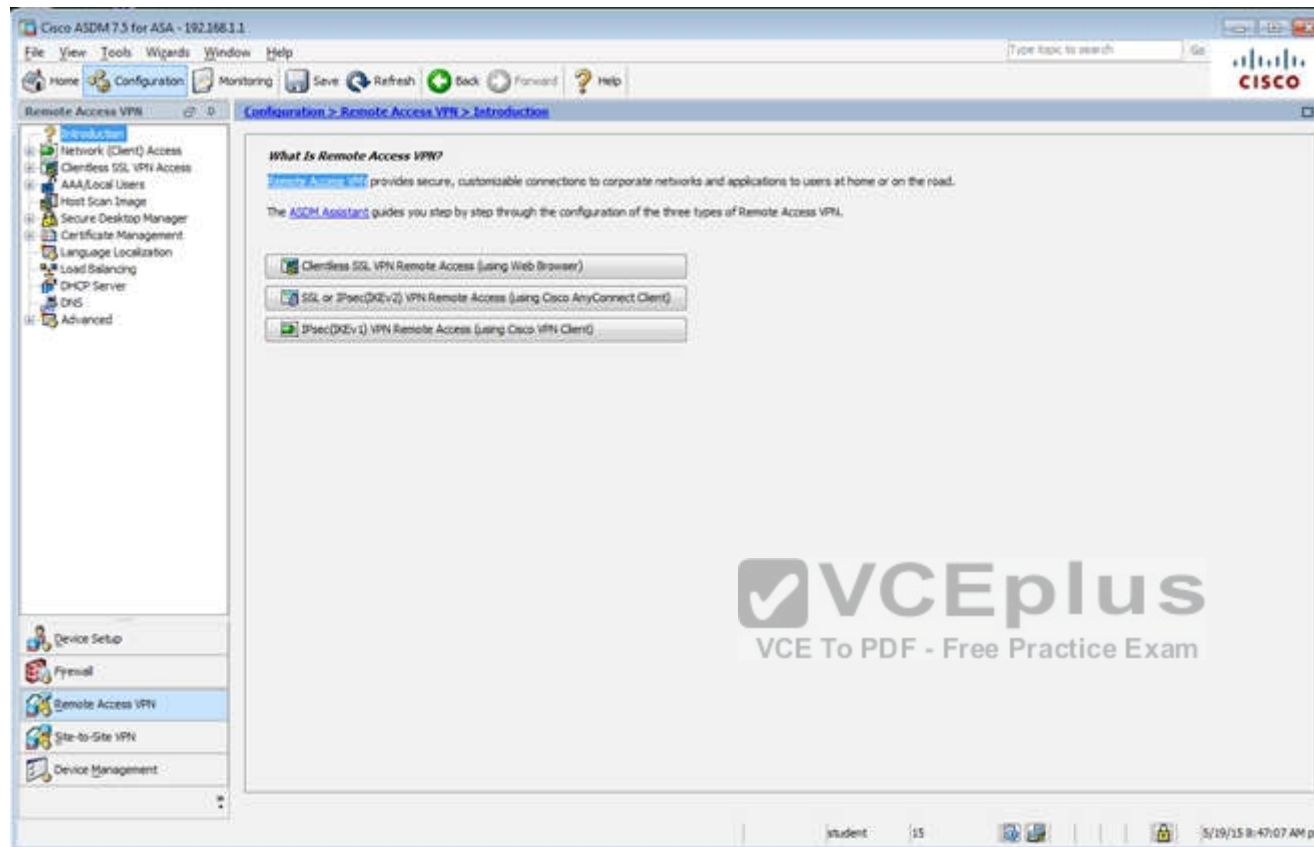 Cisco ASDM 7.5 for ASA - 192.168.1.1
File View Tools Wizards Window Help
Type topic to search Go
Home Configuration Monitoring Save Refresh Back Forward Help
CISCO
Remote Access VPN
Configuration > Remote Access VPN > Introduction
Introduction
Network (Client) Access
Clientless SSL VPN Access
AAA/Local Users
Host Scan Image
Secure Desktop Manager
Certificate Management
Language Localization
Load Balancing
DHCP Server
DNS
Advanced
What Is Remote Access VPN?
Remote Access VPN provides secure, customizable connections to corporate networks and applications to users at home or on the road.
The ASDM Assistant guides you step by step through the configuration of the three types of Remote Access VPN.
Clientless SSL VPN Remote Access (using Web Browser)
SSL or IPsec(IKEv2) VPN Remote Access (using Cisco AnyConnect Client)
IPsec(IKEv1) VPN Remote Access (using Cisco VPN Client)
VCEplus
VCE To PDF - Free Practice Exam
Device Setup
Firewall
Remote Access VPN
Site-to-Site VPN
Device Management
student 15 5/19/15 8:47:07 AM p